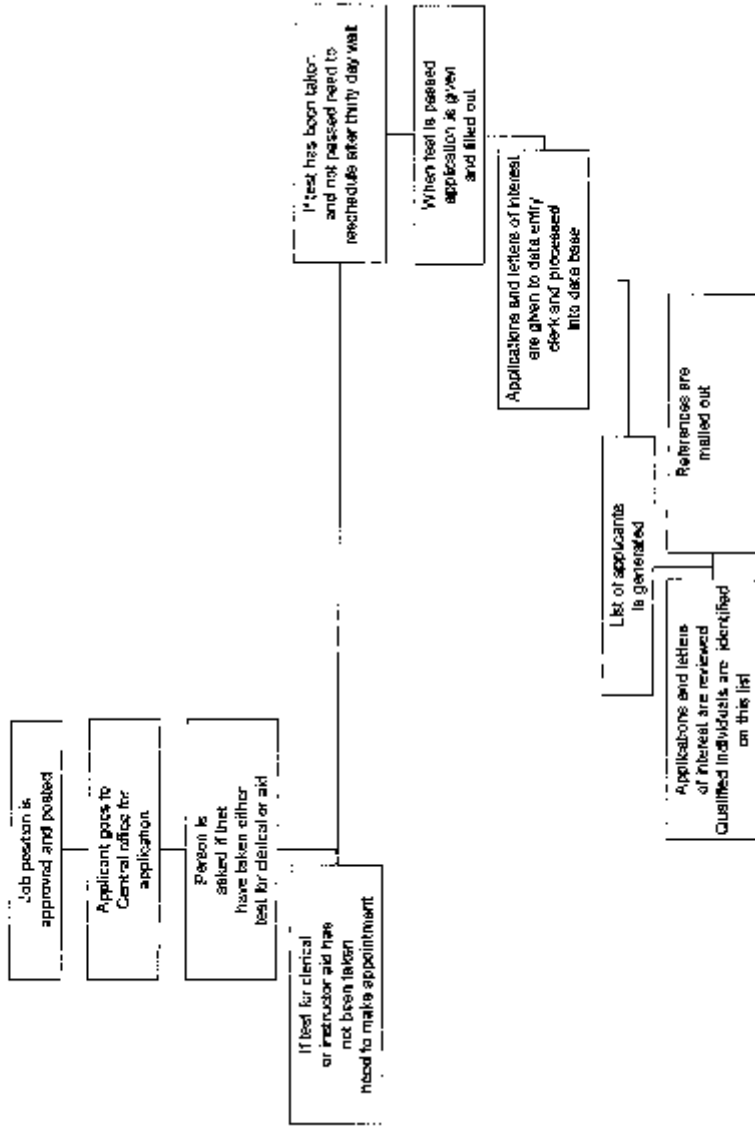 Job position is
approved and posted
Applicant goes to
Central office for
application
Person is
asked if thet
have taken either
test for clerical or aid
If test for clerical
or instructor aid has
not been taken
need to make appointment
If test has been taken
and not passed need to
reschedule after thirty day wait
When test is passed
application is given
and filled out
Applications and letters of interest
are given to data entry
clerk and processed
into data base
List of applicants
is generated
Applications and letters
of interest are reviewed
Qualified individuals are identified
on this list
References are
mailed out